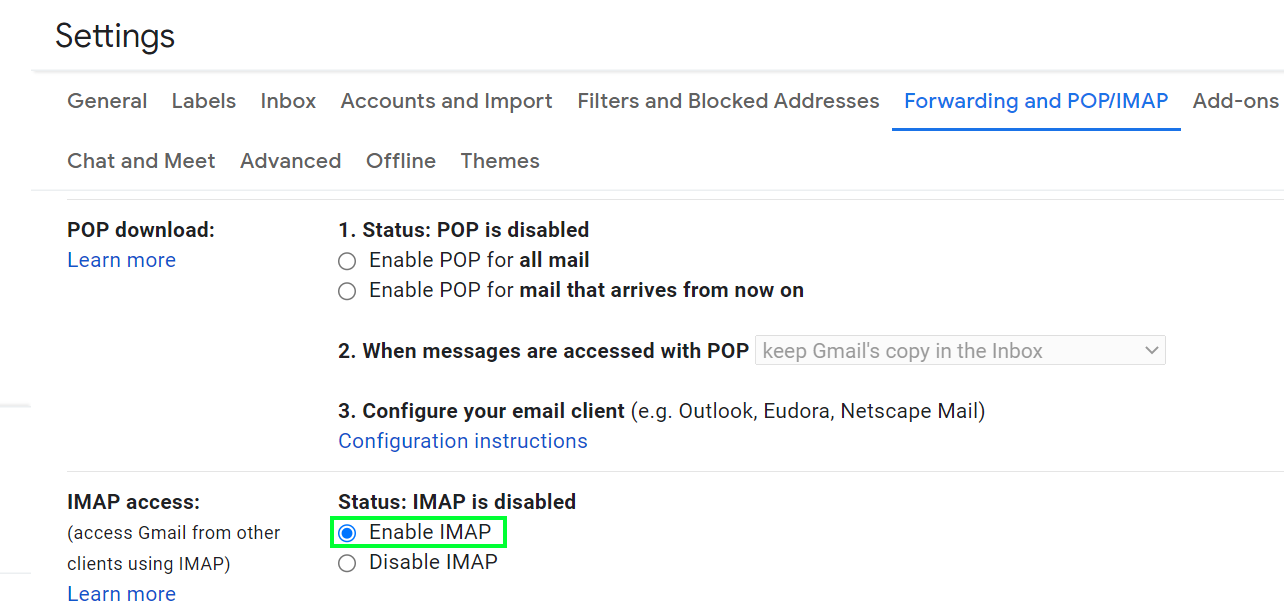 Settings
General Labels Inbox Accounts and Import Filters and Blocked Addresses Forwarding and POP/IMAP Add-ons
Chat and Meet Advanced Offline Themes
POP download:
Learn more
1. Status: POP is disabled
Enable POP for all mail
Enable POP for mail that arrives from now on
2. When messages are accessed with POP keep Gmail's copy in the Inbox
3. Configure your email client (e.g. Outlook, Eudora, Netscape Mail)
Configuration instructions
IMAP access:
(access Gmail from other
clients using IMAP)
Learn more
Status: IMAP is disabled
Enable IMAP
Disable IMAP